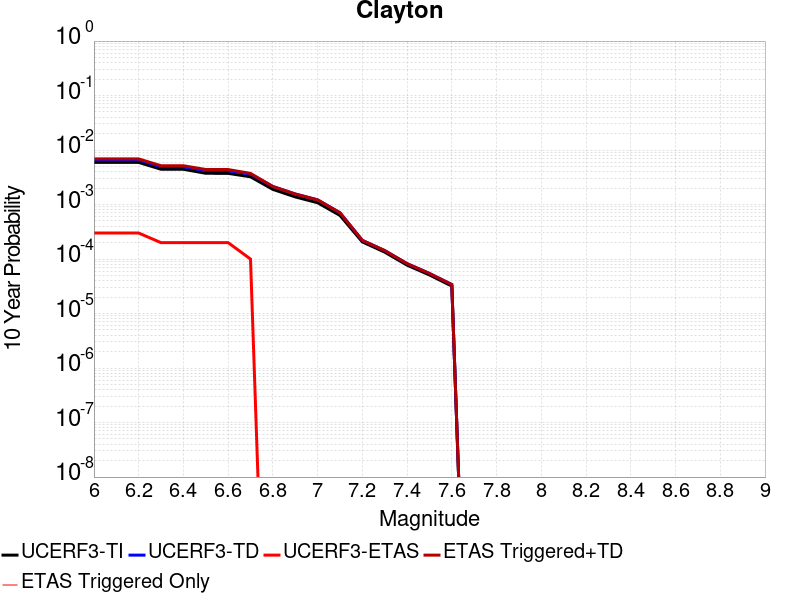 Clayton
10 Year Probability
10^0
10^-1
10^-2
10^-3
10^-4
10^-5
10^-6
10^-7
10^-8
6 6.2 6.4 6.6 6.8 7 7.2 7.4 7.6 7.8 8 8.2 8.4 8.6 8.8 9
Magnitude
UCERF3-TI UCERF3-TD UCERF3-ETAS ETAS Triggered+TD
ETAS Triggered Only